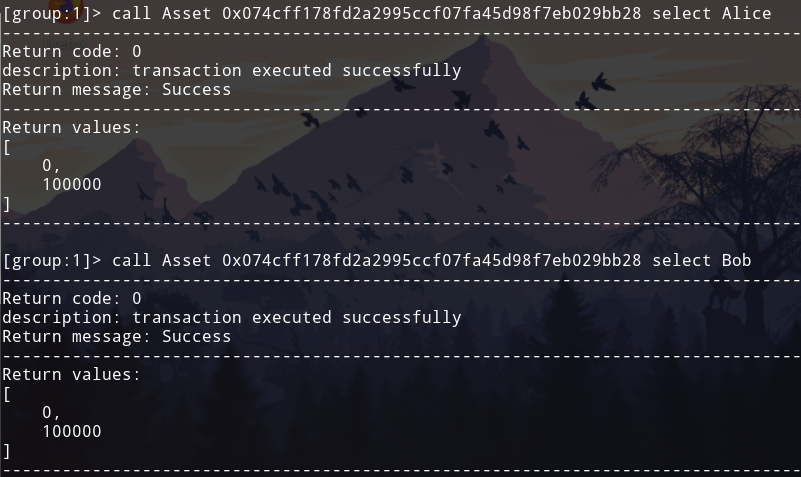 [group:1]> call Asset 0x074cff178fd2a2995ccf07fa45d98f7eb029bb28 select Alice
--------------------------------------------------------------------------------
Return code: 0
description: transaction executed successfully
Return message: Success
--------------------------------------------------------------------------------
Return values:
[
    0,
    100000
]
--------------------------------------------------------------------------------
[group:1]> call Asset 0x074cff178fd2a2995ccf07fa45d98f7eb029bb28 select Bob
--------------------------------------------------------------------------------
Return code: 0
description: transaction executed successfully
Return message: Success
--------------------------------------------------------------------------------
Return values:
[
    0,
    100000
]
--------------------------------------------------------------------------------